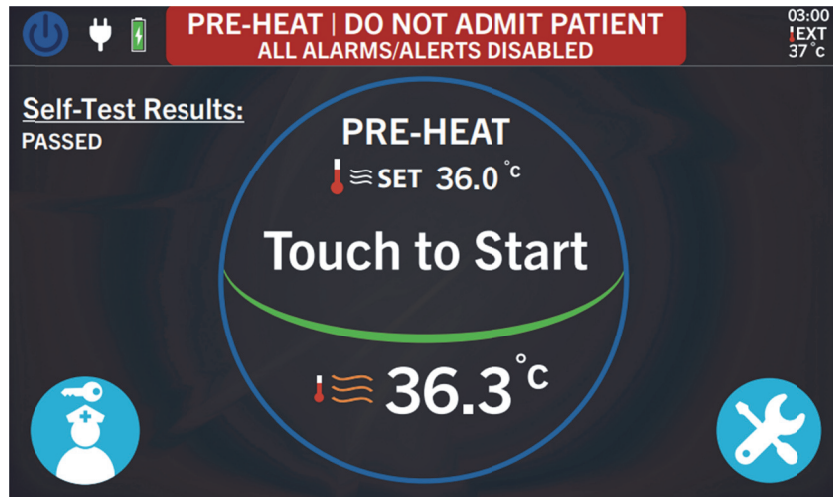 PRE-HEAT | DO NOT ADMIT PATIENT
ALL ALARMS/ALERTS DISABLED
03:00
EXT
37 °C
Self-Test Results:
PASSED
PRE-HEAT
SET 36.0 °C
Touch to Start
36.3 °C